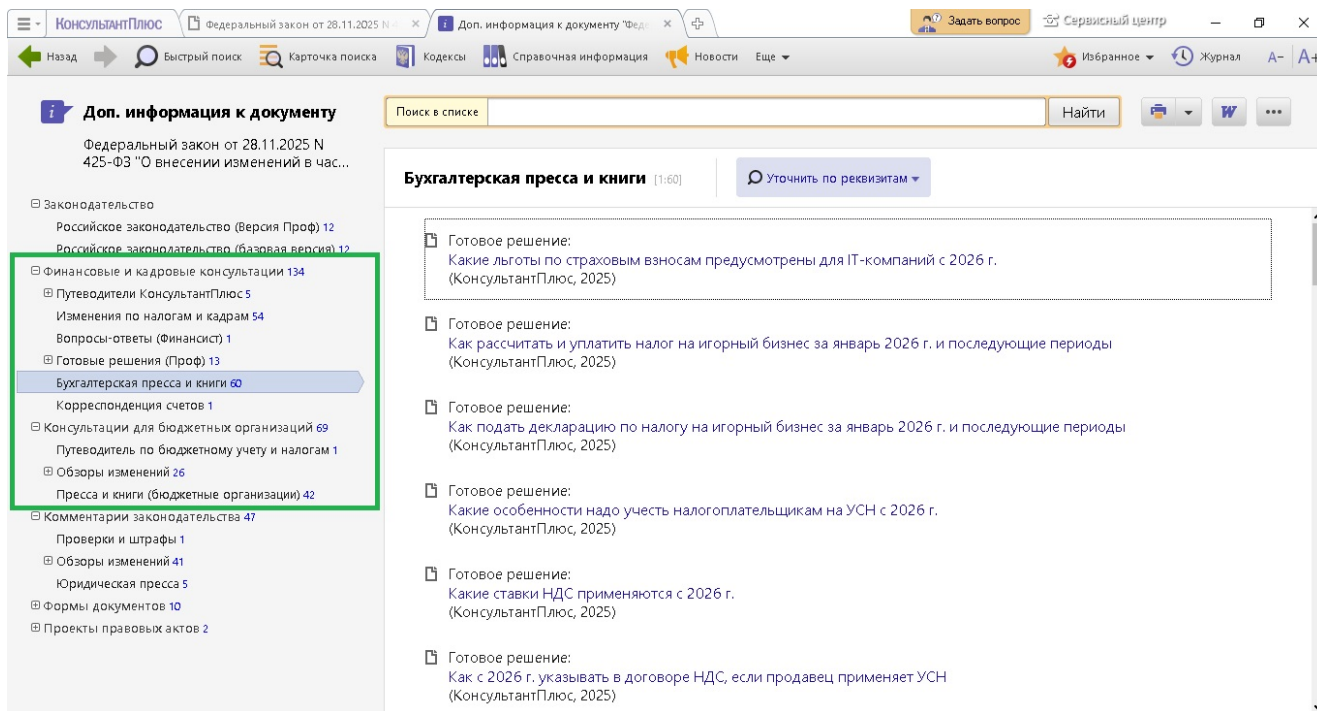 КонсультантПлюс
Федеральный закон от 28.11.2025 N 4
Доп. информация к документу "Фед
Задать вопрос
Сервисный центр
Назад
Быстрый поиск
Карточка поиска
Кодексы
Справочная информация
Новости
Еще
Избранное
Журнал
А- А+
Доп. информация к документу
Федеральный закон от 28.11.2025 N
425-ФЗ "О внесении изменений в час...
Законодательство
Российское законодательство (Версия Проф) 12
Российское законодательство (базовая версия) 12
Финансовые и кадровые консультации 134
Путеводители КонсультантПлюс 5
Изменения по налогам и кадрам 54
Вопросы-ответы (Финансист) 1
Готовые решения (Проф) 13
Бухгалтерская пресса и книги 60
Корреспонденция счетов 1
Консультации для бюджетных организаций 69
Путеводитель по бюджетному учету и налогам 1
Обзоры изменений 26
Пресса и книги (бюджетные организации) 42
Комментарии законодательства 47
Проверки и штрафы 1
Обзоры изменений 41
Юридическая пресса 5
Формы документов 10
Проекты правовых актов 2
Поиск в списке
Найти
W
Бухгалтерская пресса и книги [1:60]
Уточнить по реквизитам
Готовое решение:
Какие льготы по страховым взносам предусмотрены для IT-компаний с 2026 г.
(КонсультантПлюс, 2025)
Готовое решение:
Как рассчитать и уплатить налог на игорный бизнес за январь 2026 г. и последующие периоды
(КонсультантПлюс, 2025)
Готовое решение:
Как подать декларацию по налогу на игорный бизнес за январь 2026 г. и последующие периоды
(КонсультантПлюс, 2025)
Готовое решение:
Какие особенности надо учесть налогоплательщикам на УСН с 2026 г.
(КонсультантПлюс, 2025)
Готовое решение:
Какие ставки НДС применяются с 2026 г.
(КонсультантПлюс, 2025)
Готовое решение:
Как с 2026 г. указывать в договоре НДС, если продавец применяет УСН
(КонсультантПлюс, 2025)